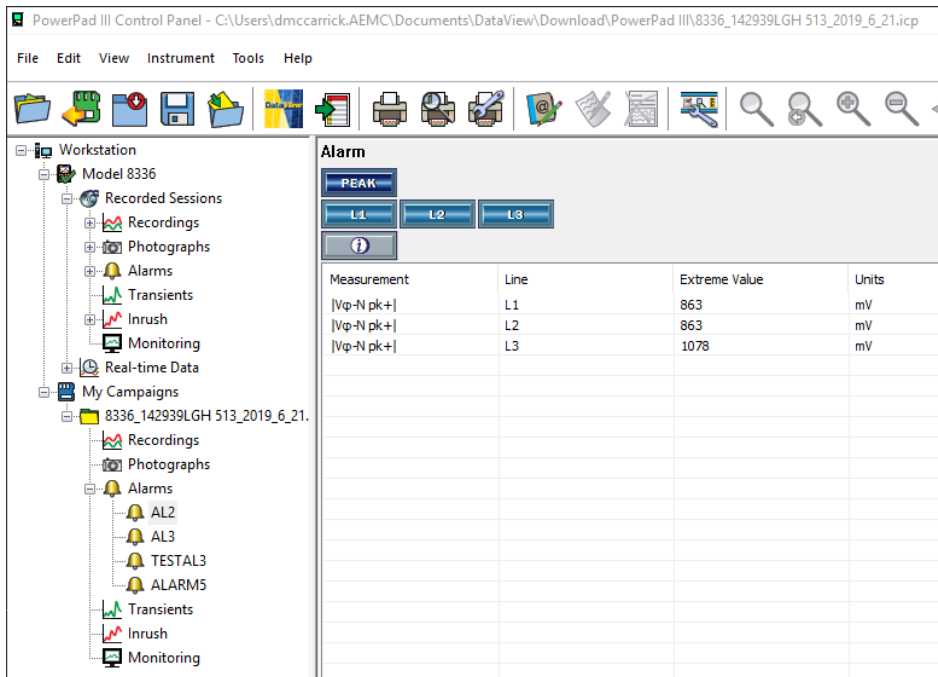 PowerPad III Control Panel - C:\Users\dmccarrick.AEMC\Documents\DataView\Download\PowerPad III\8336_142939LGH 513_2019_6_21.icp
File Edit View Instrument Tools Help
DataView
Workstation
Model 8336
Recorded Sessions
Recordings
Photographs
Alarms
Transients
Inrush
Monitoring
Real-time Data
My Campaigns
8336_142939LGH 513_2019_6_21.
Recordings
Photographs
Alarms
AL2
AL3
TESTAL3
ALARM5
Transients
Inrush
Monitoring
Alarm
PEAK
L1 L2 L3
i
Measurement Line Extreme Value Units
|Vφ-N pk+| L1 863 mV
|Vφ-N pk+| L2 863 mV
|Vφ-N pk+| L3 1078 mV